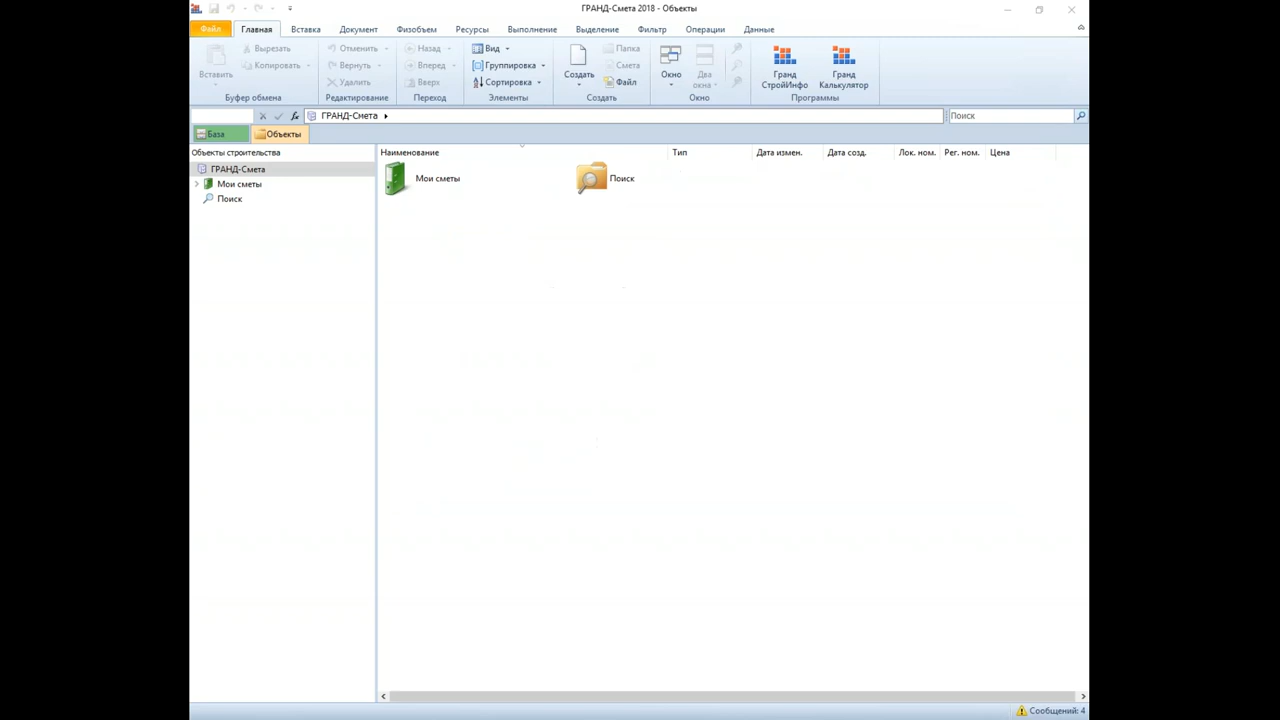 ГРАНД-Смета 2018 - Объекты
Файл Главная Вставка Документ Физобъем Ресурсы Выполнение Выделение Фильтр Операции Данные
Вставить
Вырезать
Копировать
Буфер обмена
Отменить
Вернуть
Удалить
Редактирование
Назад
Вперед
Вверх
Переход
Вид
Группировка
Сортировка
Элементы
Создать
Папка
Смета
Файл
Создать
Окно
Два окна
Окно
Гранд СтройИнфо
Гранд Калькулятор
Программы
fx ГРАНД-Смета Поиск
База Объекты
Объекты строительства
ГРАНД-Смета
Мои сметы
Поиск
Наименование Тип Дата измен. Дата созд. Лок. ном. Рег. ном. Цена
Мои сметы Поиск
Сообщений: 4